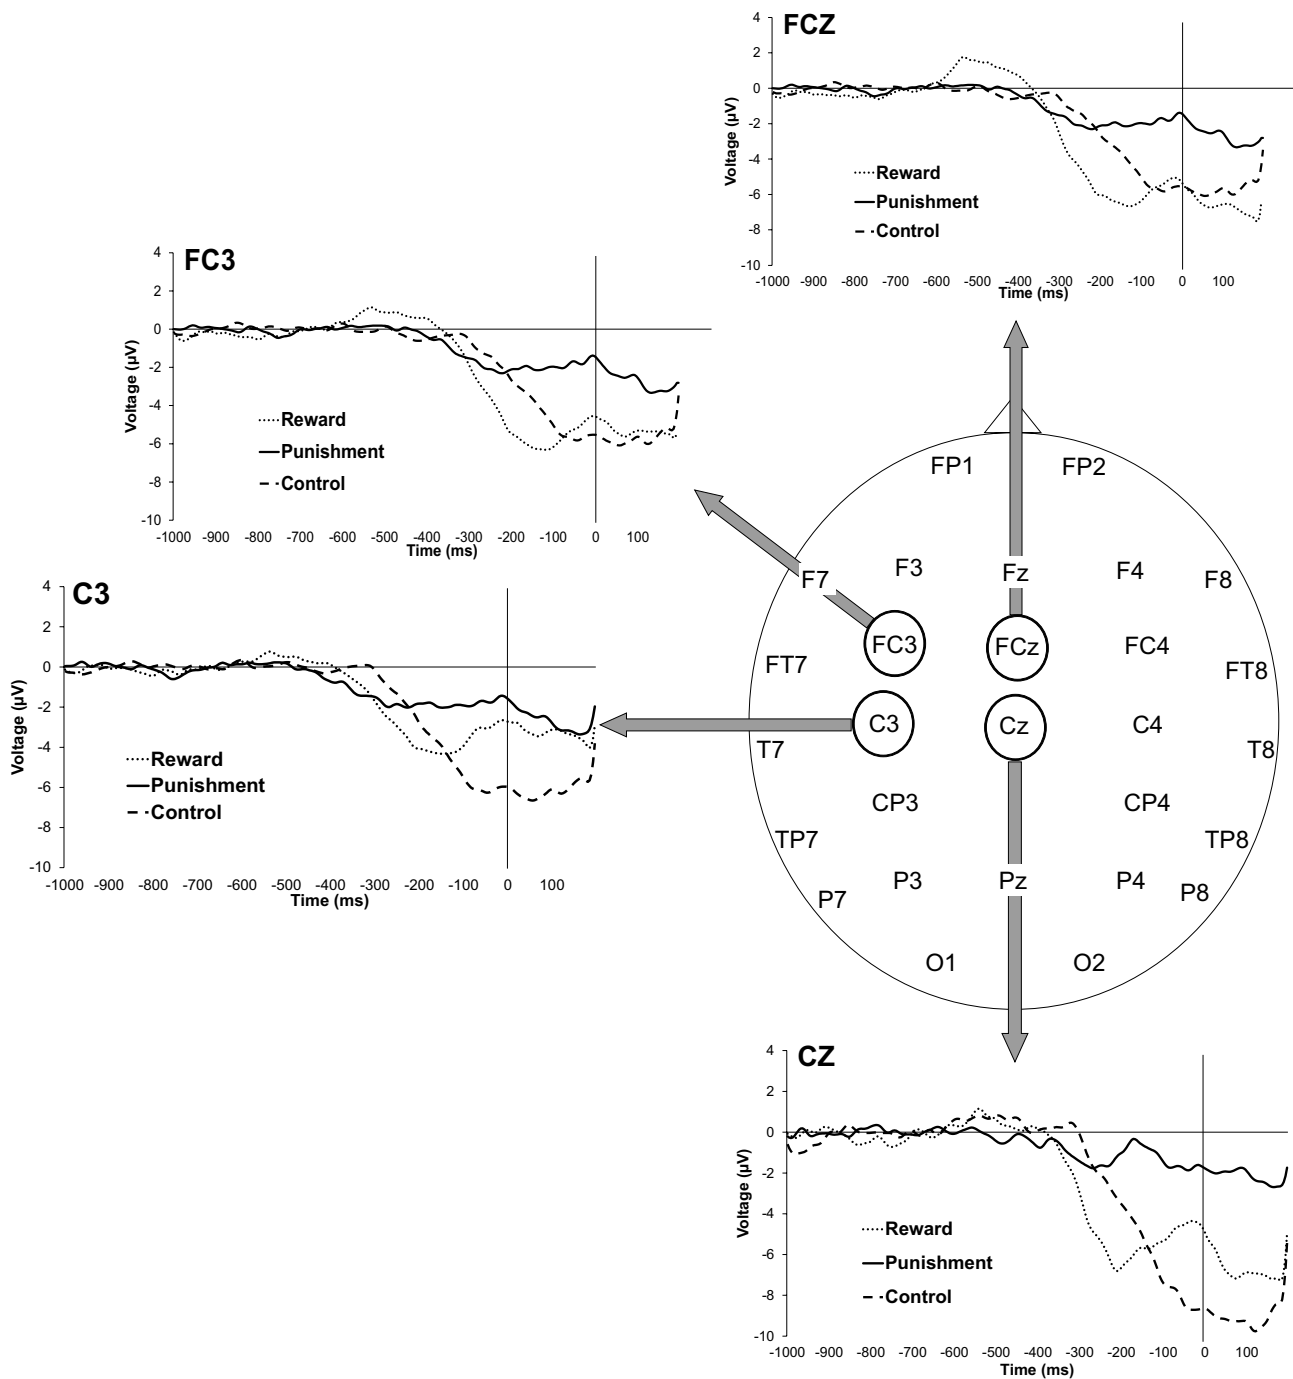 FCZ
4
2
0
-2
-4
-6
-8
-10
Voltage (µV)
Reward
Punishment
Control
-1000 -900 -800 -700 -600 -500 -400 -300 -200 -100 0 100
Time (ms)
FC3
4
2
0
-2
-4
-6
-8
-10
Voltage (µV)
Reward
Punishment
Control
-1000 -900 -800 -700 -600 -500 -400 -300 -200 -100 0 100
Time (ms)
C3
4
2
0
-2
-4
-6
-8
-10
Voltage (µV)
Reward
Punishment
Control
-1000 -900 -800 -700 -600 -500 -400 -300 -200 -100 0 100
Time (ms)
FP1 FP2
F7 F3 Fz F4 F8
FT7 FC3 FCz FC4 FT8
T7 C3 Cz C4 T8
TP7 CP3 CP4 TP8
P7 P3 Pz P4 P8
O1 O2
CZ
4
2
0
-2
-4
-6
-8
-10
Voltage (µV)
Reward
Punishment
Control
-1000 -900 -800 -700 -600 -500 -400 -300 -200 -100 0 100
Time (ms)